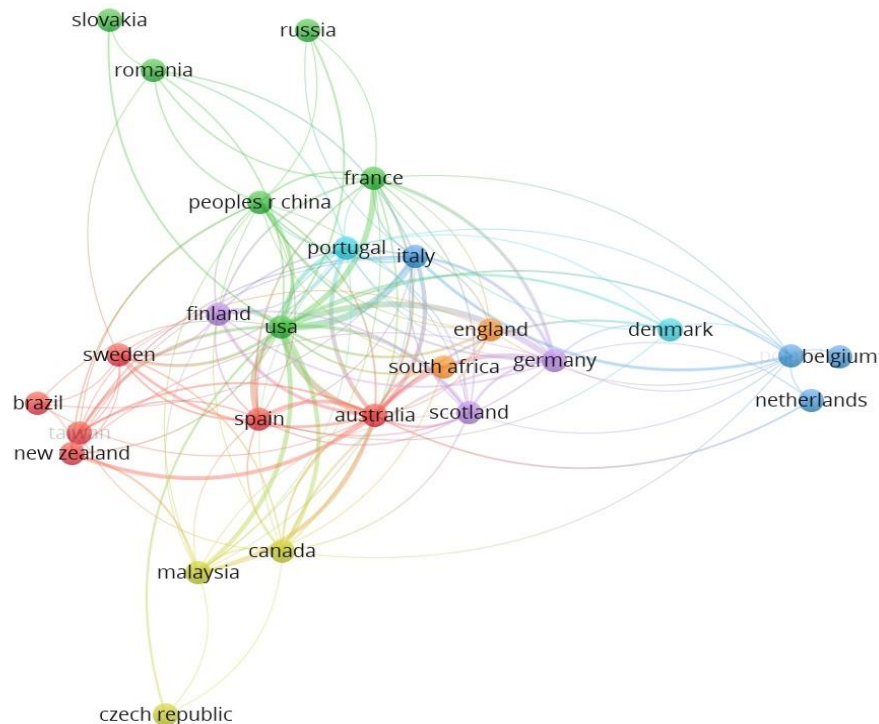 slovakia
russia
romania
france
peoples r china
portugal
italy
finland
usa
england
denmark
sweden
south africa
germany
belgium
brazil
netherlands
taiwan
spain
australia
scotland
new zealand
canada
malaysia
czech republic